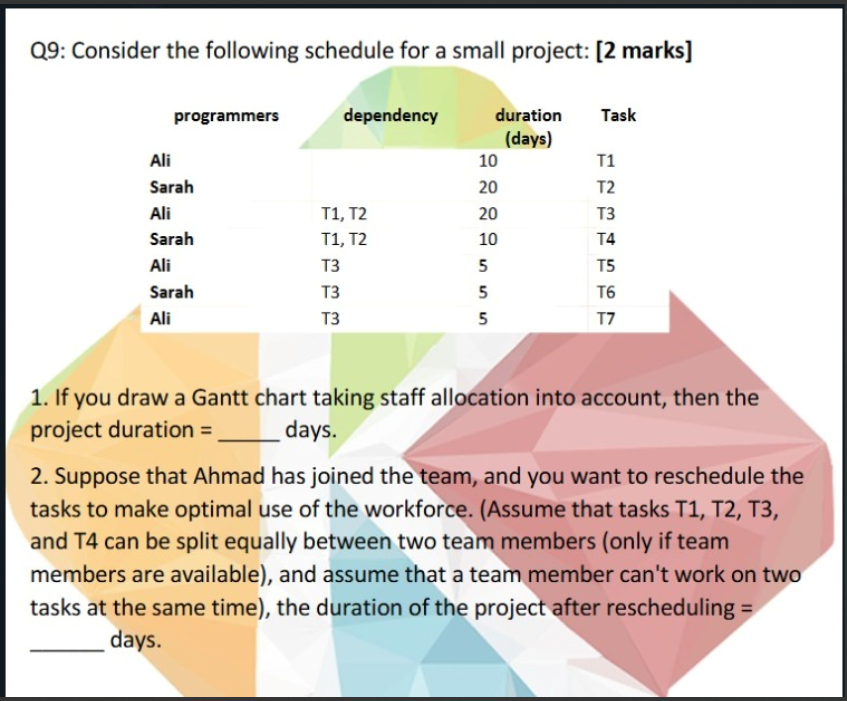 Q9: Consider the following schedule for a small project: [2 marks]
programmers dependency duration (days) Task
Ali 10 T1
Sarah 20 T2
Ali T1, T2 20 T3
Sarah T1, T2 10 T4
Ali T3 5 T5
Sarah T3 5 T6
Ali T3 5 T7
1. If you draw a Gantt chart taking staff allocation into account, then the
project duration = _____ days.
2. Suppose that Ahmad has joined the team, and you want to reschedule the
tasks to make optimal use of the workforce. (Assume that tasks T1, T2, T3,
and T4 can be split equally between two team members (only if team
members are available), and assume that a team member can't work on two
tasks at the same time), the duration of the project after rescheduling =
______ days.